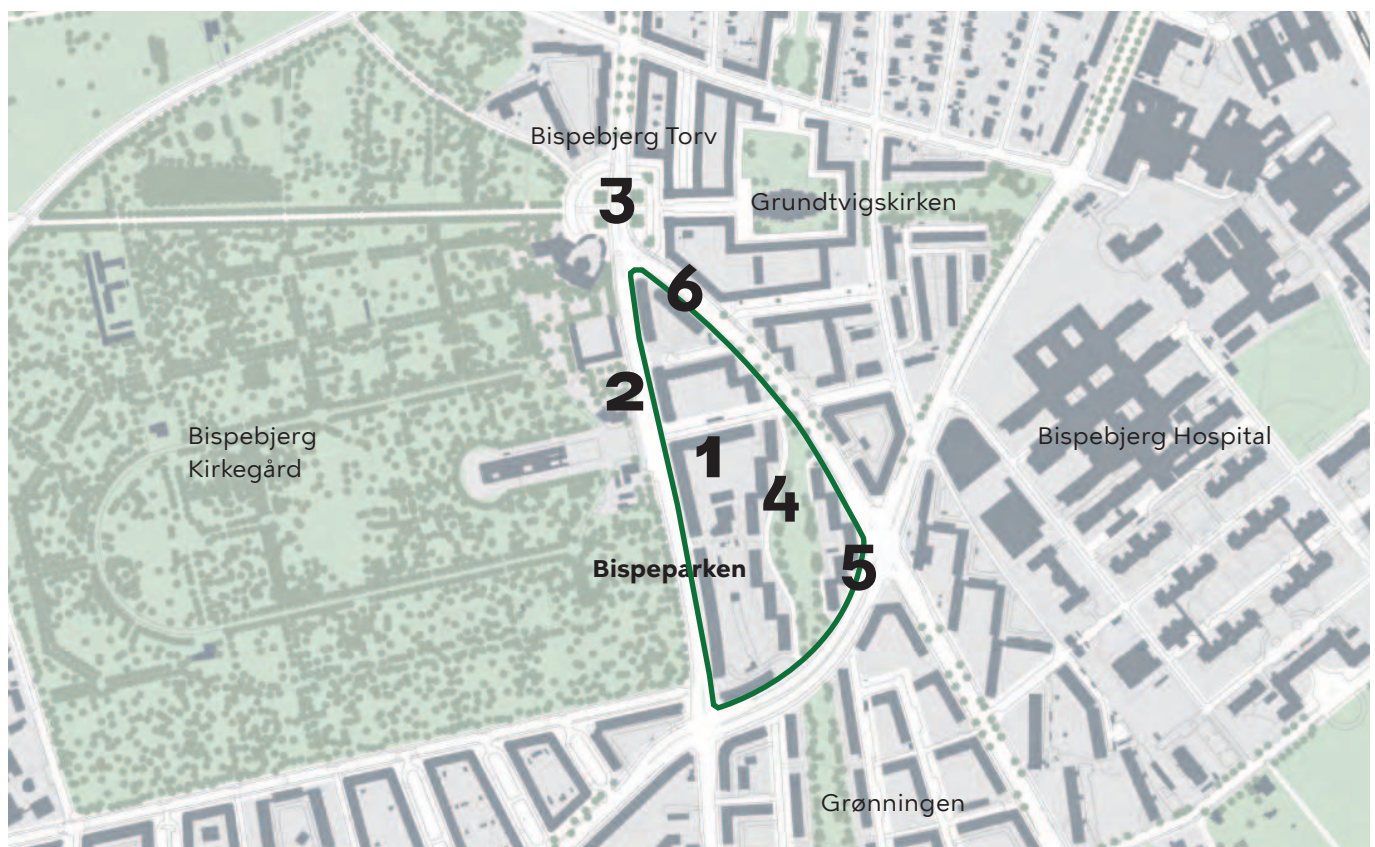 Bispebjerg Torv
3
Grundtvigskirken
6
2
Bispebjerg
Kirkegård
1
Bispebjerg Hospital
4
Bispeparken
5
Grønningen